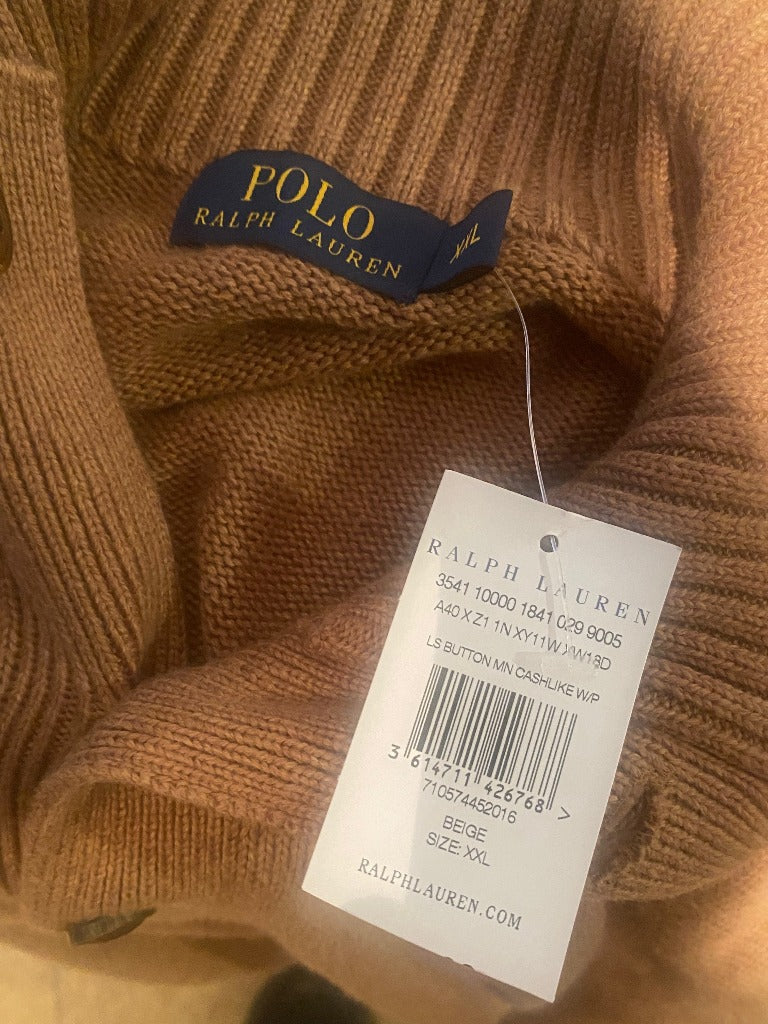 POLO
RALPH LAUREN
XXL
RALPH LAUREN
3541 10000 1841 029 9005
A40 X Z1 1N XY11W XW18D
LS BUTTON MN CASHLIKE W/P
3 614711 426768 >
710574452016
BEIGE
SIZE: XXL
RALPHLAUREN.COM